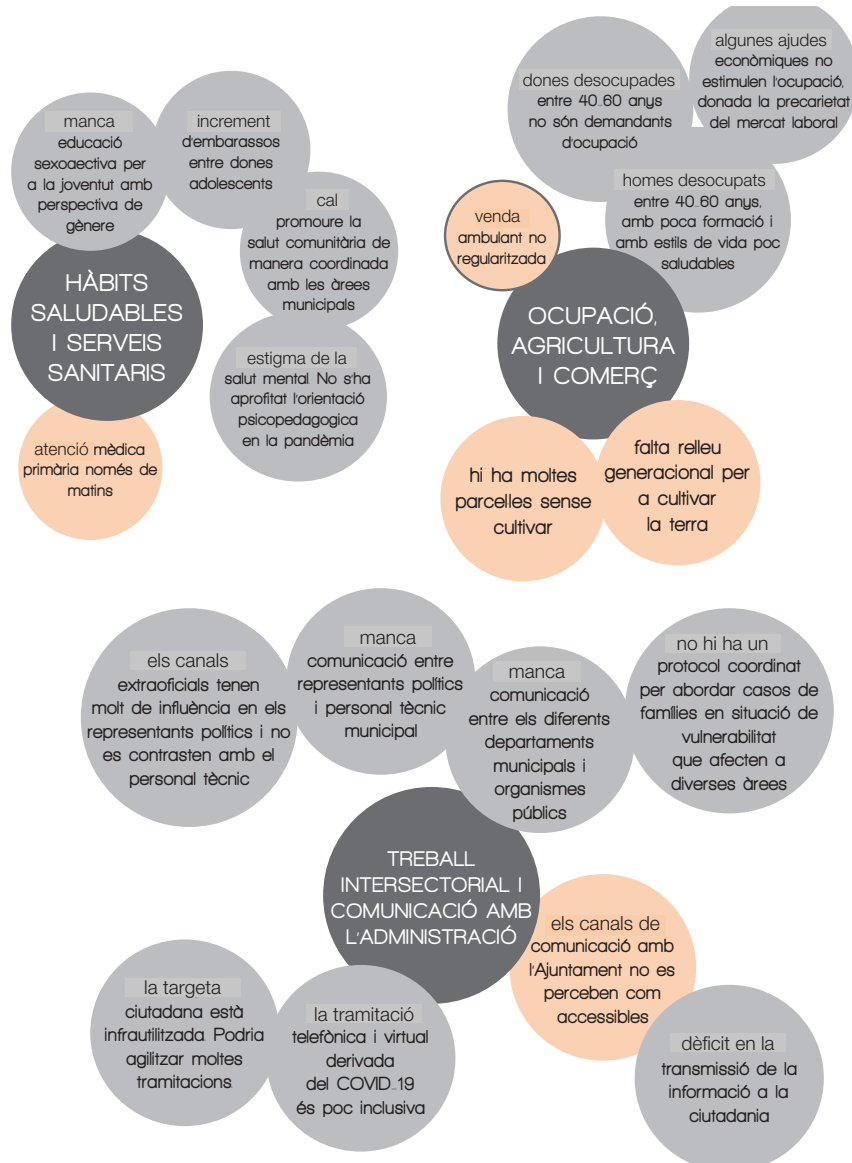 manca
educació
sexoaectiva per
a la joventut amb
perspectiva de
gènere
increment
d'embarassos
entre dones
adolescents
cal
promoure la
salut comunitària de
manera coordinada
amb les àrees
municipals
HÀBITS
SALUDABLES
I SERVEIS
SANITARIS
estigma de la
salut mental. No s'ha
aprofitat l'orientació
psicopedagogica
en la pandèmia
atenció mèdica
primària només de
matins
dones desocupades
entre 40-60 anys
no són demandants
d'ocupació
algunes ajudes
econòmiques no
estimulen l'ocupació,
donada la precarietat
del mercat laboral
homes desocupats
entre 40-60 anys,
amb poca formació i
amb estils de vida poc
saludables
venda
ambulant no
regularitzada
OCUPACIÓ,
AGRICULTURA
I COMERÇ
hi ha moltes
parcelles sense
cultivar
falta relleu
generacional per
a cultivar
la terra
els canals
extraoficials tenen
molt de influència en els
representants polítics i no
es contrasten amb el
personal tècnic
manca
comunicació entre
representants polítics
i personal tècnic
municipal
manca
comunicació
entre els diferents
departaments
municipals i
organismes
públics
no hi ha un
protocol coordinat
per abordar casos de
famílies en situació de
vulnerabilitat
que afecten a
diverses àrees
TREBALL
INTERSECTORIAL I
COMUNICACIÓ AMB
L'ADMINISTRACIÓ
els canals de
comunicació amb
l'Ajuntament no es
perceben com
accessibles
la targeta
ciutadana està
infrautilitzada. Podria
agilitzar moltes
tramitacions.
la tramitació
telefònica i virtual
derivada
del COVID-19
és poc inclusiva
dèficit en la
transmissió de la
informació a la
ciutadania